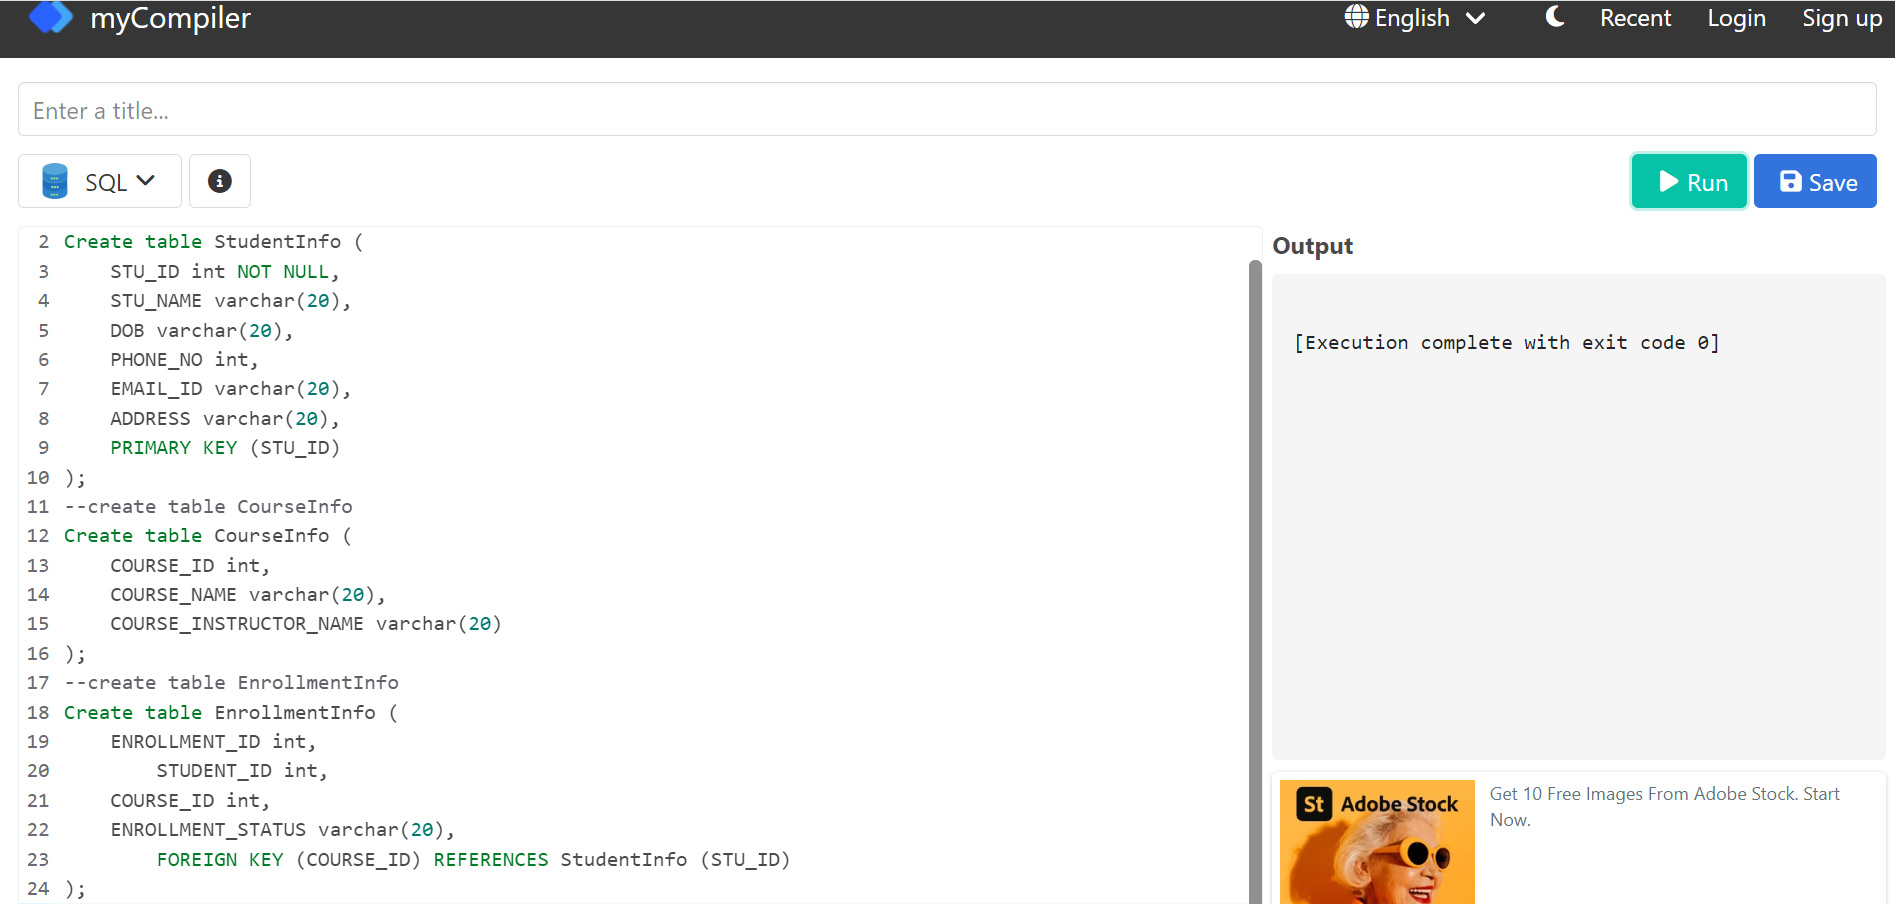 myCompiler
English
Recent
Login
Sign up
Enter a title...
SQL
Run
Save
2 Create table StudentInfo (
3 STU_ID int NOT NULL,
4 STU_NAME varchar(20),
5 DOB varchar(20),
6 PHONE_NO int,
7 EMAIL_ID varchar(20),
8 ADDRESS varchar(20),
9 PRIMARY KEY (STU_ID)
10 );
11 --create table CourseInfo
12 Create table CourseInfo (
13 COURSE_ID int,
14 COURSE_NAME varchar(20),
15 COURSE_INSTRUCTOR_NAME varchar(20)
16 );
17 --create table EnrollmentInfo
18 Create table EnrollmentInfo (
19 ENROLLMENT_ID int,
20 STUDENT_ID int,
21 COURSE_ID int,
22 ENROLLMENT_STATUS varchar(20),
23 FOREIGN KEY (COURSE_ID) REFERENCES StudentInfo (STU_ID)
24 );
Output
[Execution complete with exit code 0]
St Adobe Stock
Get 10 Free Images From Adobe Stock. Start
Now.